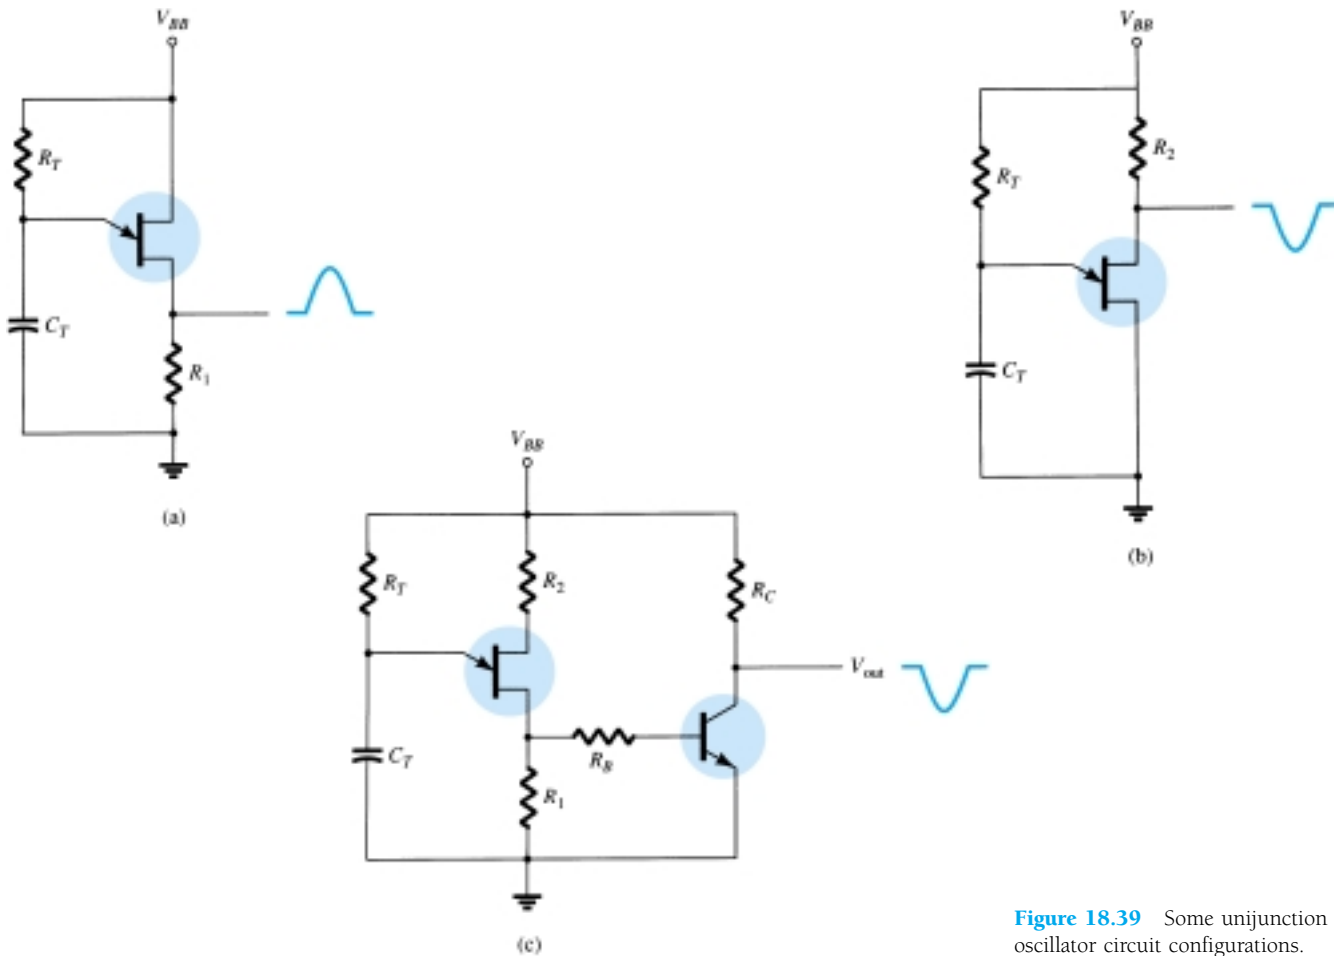 V_BB
R_T
C_T
R_1
(a)
V_BB
R_2
R_T
C_T
(b)
V_BB
R_T
R_2
R_C
V_out
C_T
R_B
R_1
(c)
Figure 18.39 Some unijunction
oscillator circuit configurations.